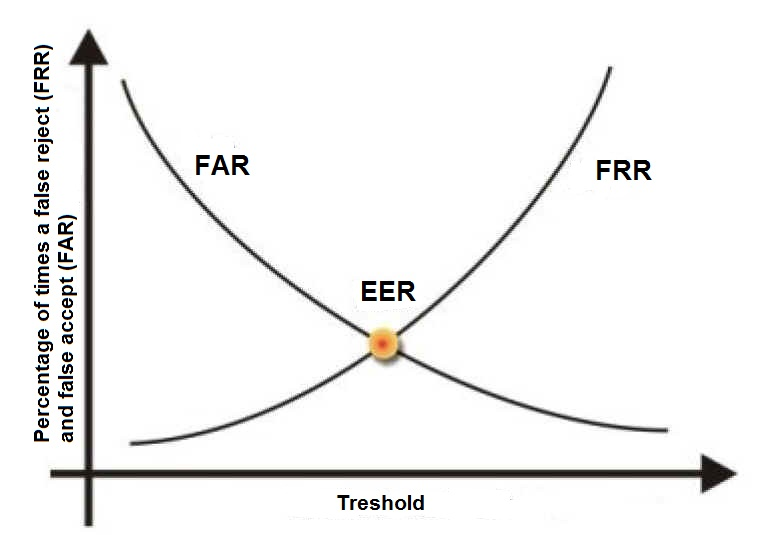 Percentage of times a false reject (FRR)
and false accept (FAR)
FAR
FRR
EER
Treshold